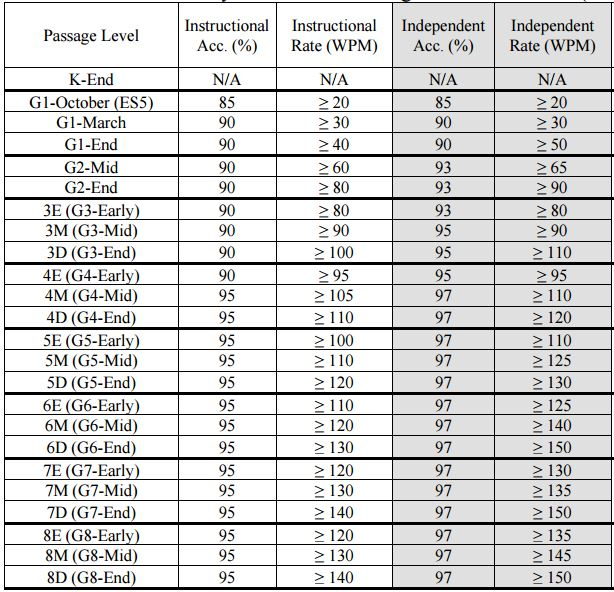 Passage Level Instructional Acc. (%) Instructional Rate (WPM) Independent Acc. (%) Independent Rate (WPM)
K-End N/A N/A N/A N/A
G1-October (ES5) 85 ≥ 20 85 ≥ 20
G1-March 90 ≥ 30 90 ≥ 30
G1-End 90 ≥ 40 90 ≥ 50
G2-Mid 90 ≥ 60 93 ≥ 65
G2-End 90 ≥ 80 93 ≥ 90
3E (G3-Early) 90 ≥ 80 93 ≥ 80
3M (G3-Mid) 90 ≥ 90 95 ≥ 90
3D (G3-End) 90 ≥ 100 95 ≥ 110
4E (G4-Early) 90 ≥ 95 95 ≥ 95
4M (G4-Mid) 95 ≥ 105 97 ≥ 110
4D (G4-End) 95 ≥ 110 97 ≥ 120
5E (G5-Early) 95 ≥ 100 97 ≥ 110
5M (G5-Mid) 95 ≥ 110 97 ≥ 125
5D (G5-End) 95 ≥ 120 97 ≥ 130
6E (G6-Early) 95 ≥ 110 97 ≥ 125
6M (G6-Mid) 95 ≥ 120 97 ≥ 140
6D (G6-End) 95 ≥ 130 97 ≥ 150
7E (G7-Early) 95 ≥ 120 97 ≥ 130
7M (G7-Mid) 95 ≥ 130 97 ≥ 135
7D (G7-End) 95 ≥ 140 97 ≥ 150
8E (G8-Early) 95 ≥ 120 97 ≥ 135
8M (G8-Mid) 95 ≥ 130 97 ≥ 145
8D (G8-End) 95 ≥ 140 97 ≥ 150